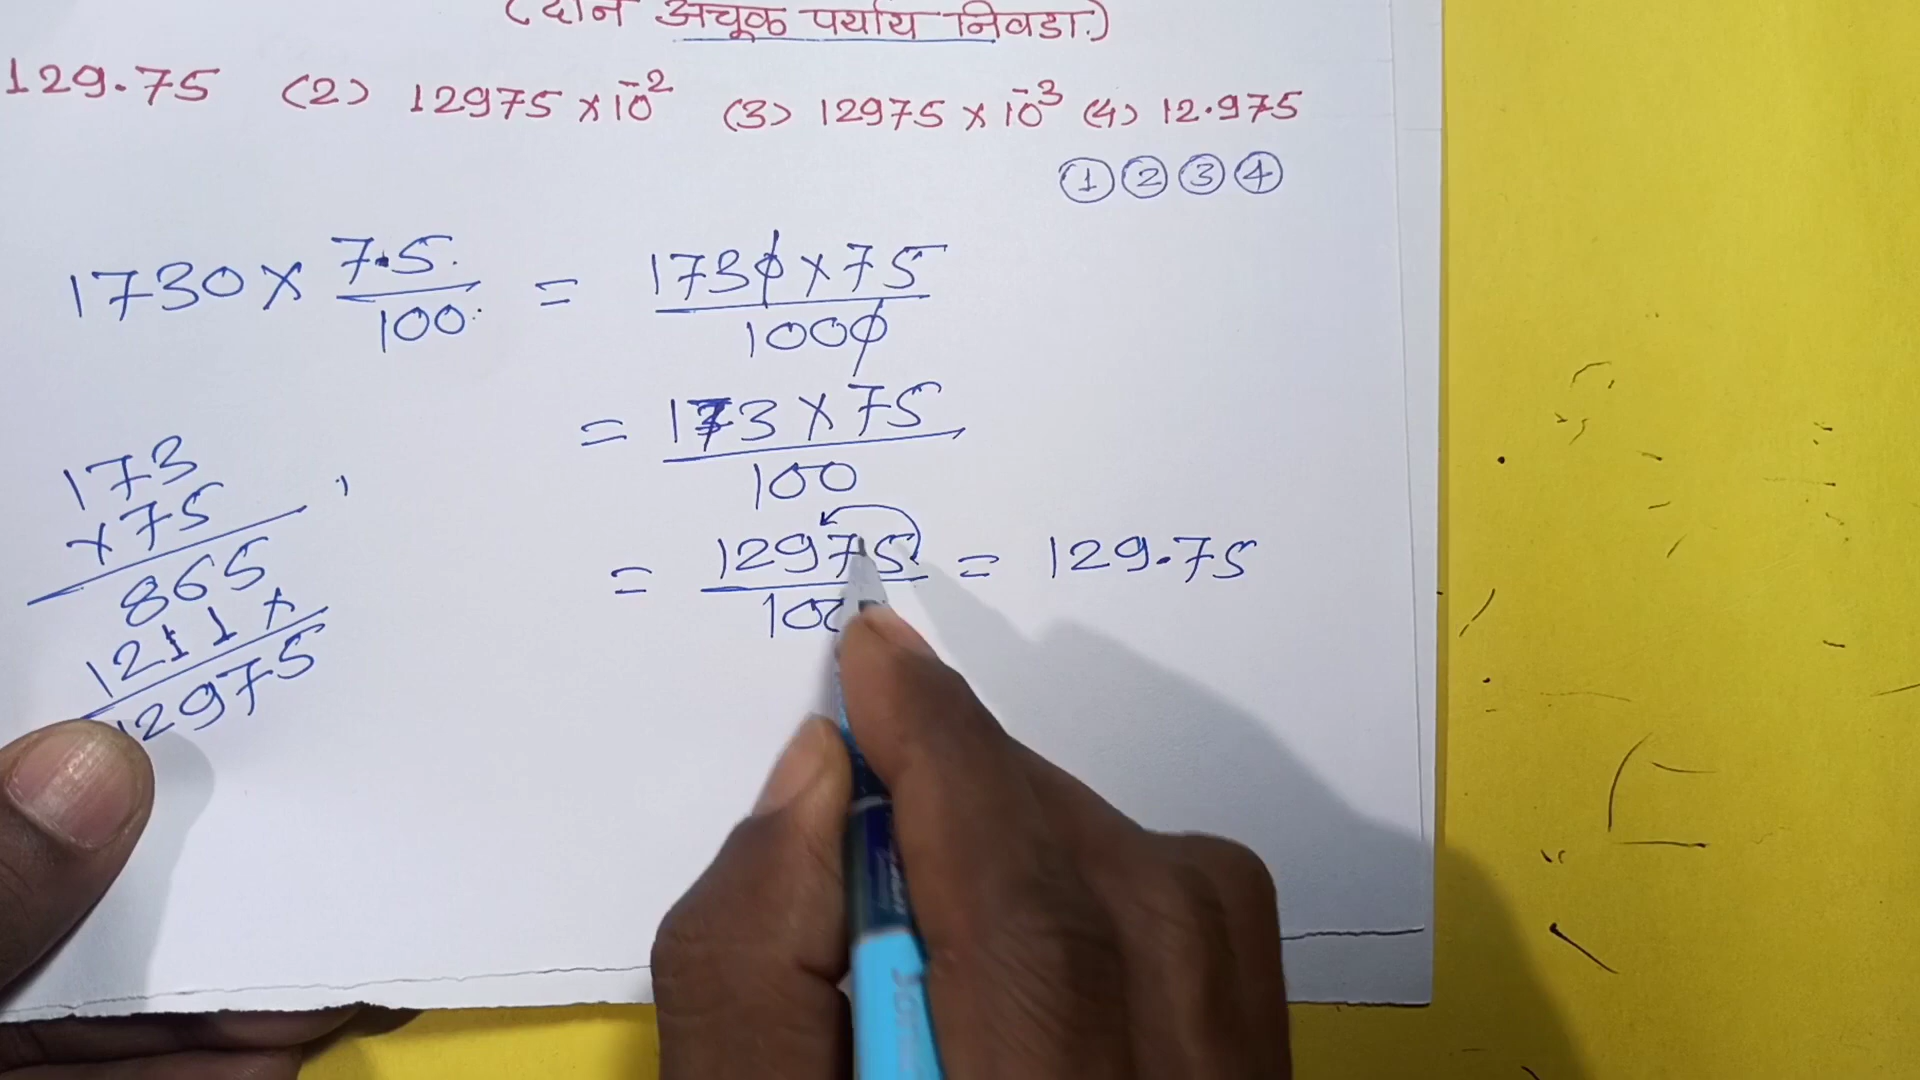 (दोन अचूक पर्याय निवडा.)
129.75 (2) 12975 × 10⁻² (3) 12975 × 10⁻³ (4) 12.975
① ② ③ ④
1730 × 7.5/100 = 1730 × 75/1000
= 173 × 75/100
= 12975/100 = 129.75
173
× 75
865
1211×
12975